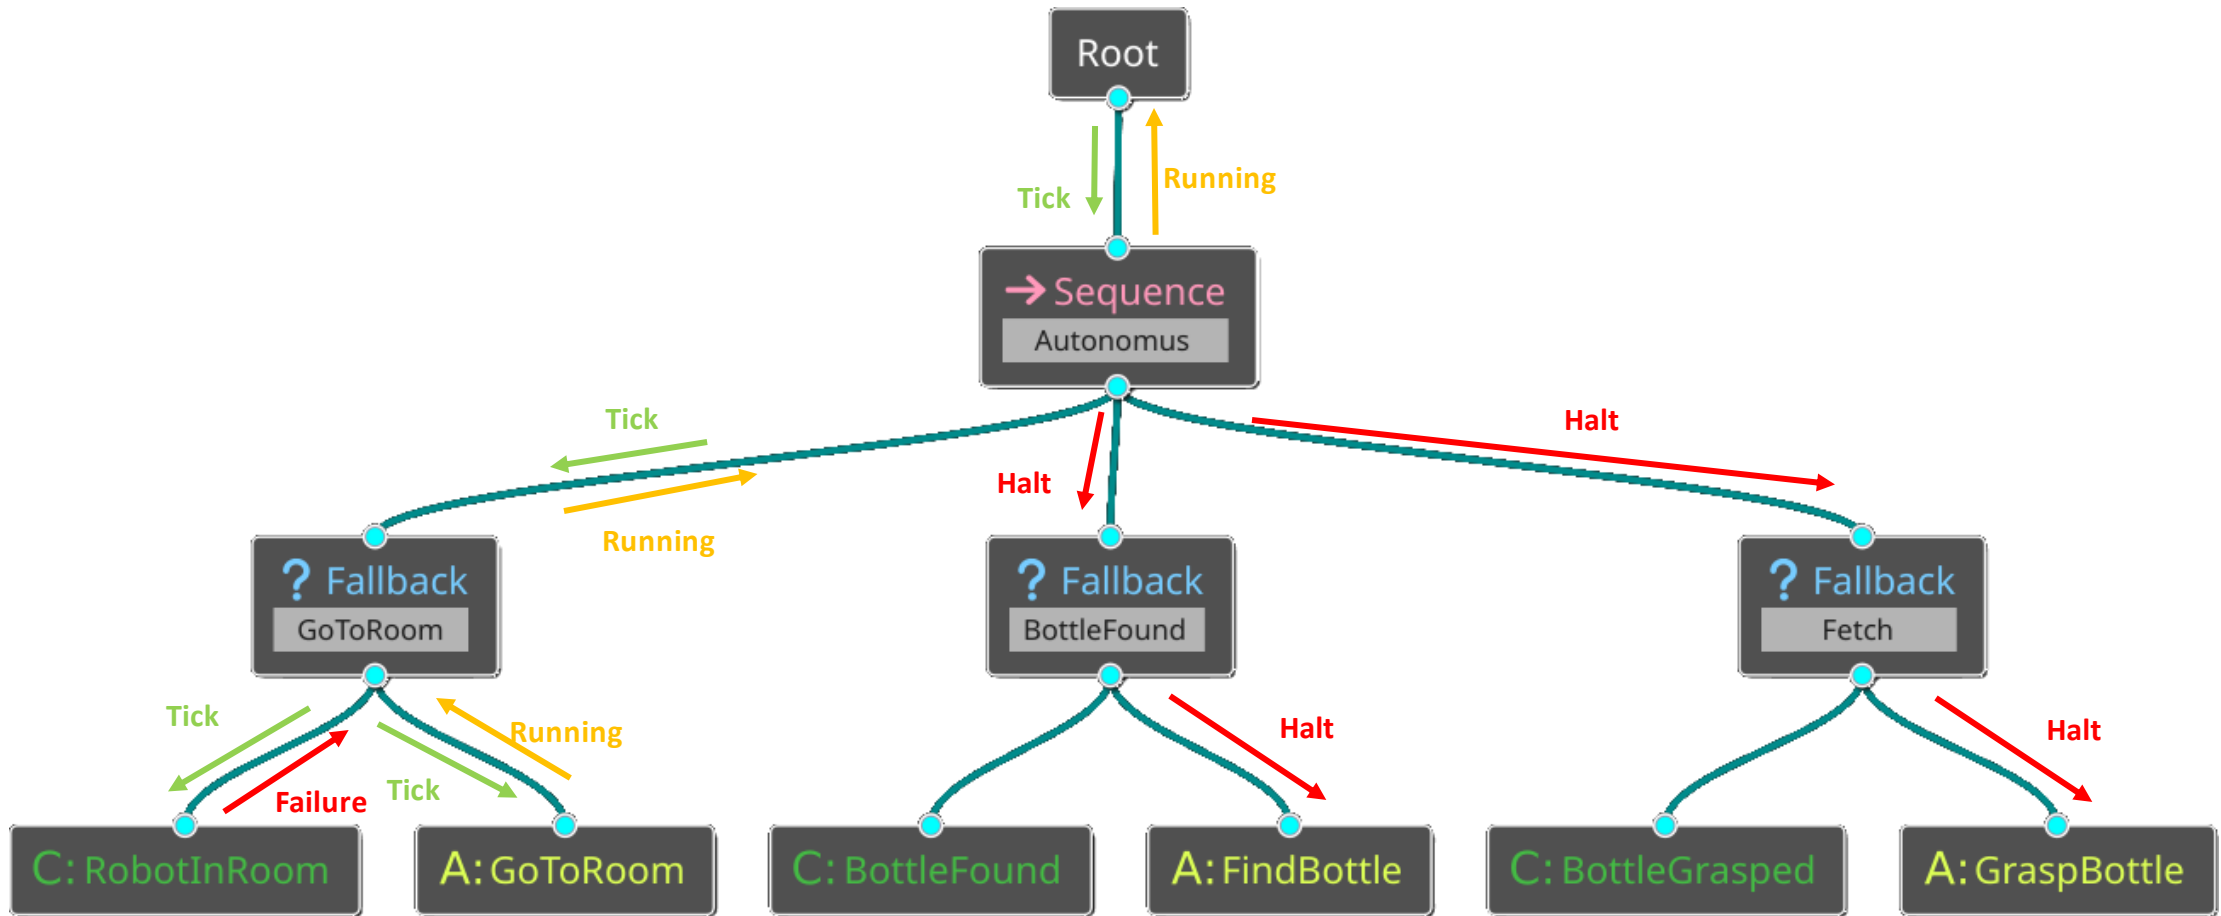 Root
Tick
Running
Sequence
Autonomus
Tick
Running
Halt
Halt
? Fallback
GoToRoom
? Fallback
BottleFound
? Fallback
Fetch
Tick
Failure
Tick
Running
Halt
Halt
C: RobotInRoom
A: GoToRoom
C: BottleFound
A: FindBottle
C: BottleGrasped
A: GraspBottle